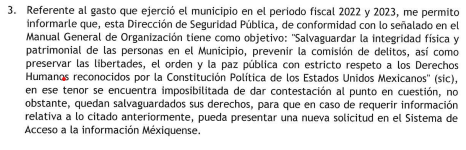 3. Referente al gasto que ejerció el municipio en el periodo fiscal 2022 y 2023, me permito
informarle que, esta Dirección de Seguridad Pública, de conformidad con lo señalado en el
Manual General de Organización tiene como objetivo: "Salvaguardar la integridad física y
patrimonial de las personas en el Municipio, prevenir la comisión de delitos, así como
preservar las libertades, el orden y la paz pública con estricto respeto a los Derechos
Humanos reconocidos por la Constitución Política de los Estados Unidos Mexicanos" (sic),
en ese tenor se encuentra imposibilitada de dar contestación al punto en cuestión, no
obstante, quedan salvaguardados sus derechos, para que en caso de requerir información
relativa a lo citado anteriormente, pueda presentar una nueva solicitud en el Sistema de
Acceso a la información Méxiquense.